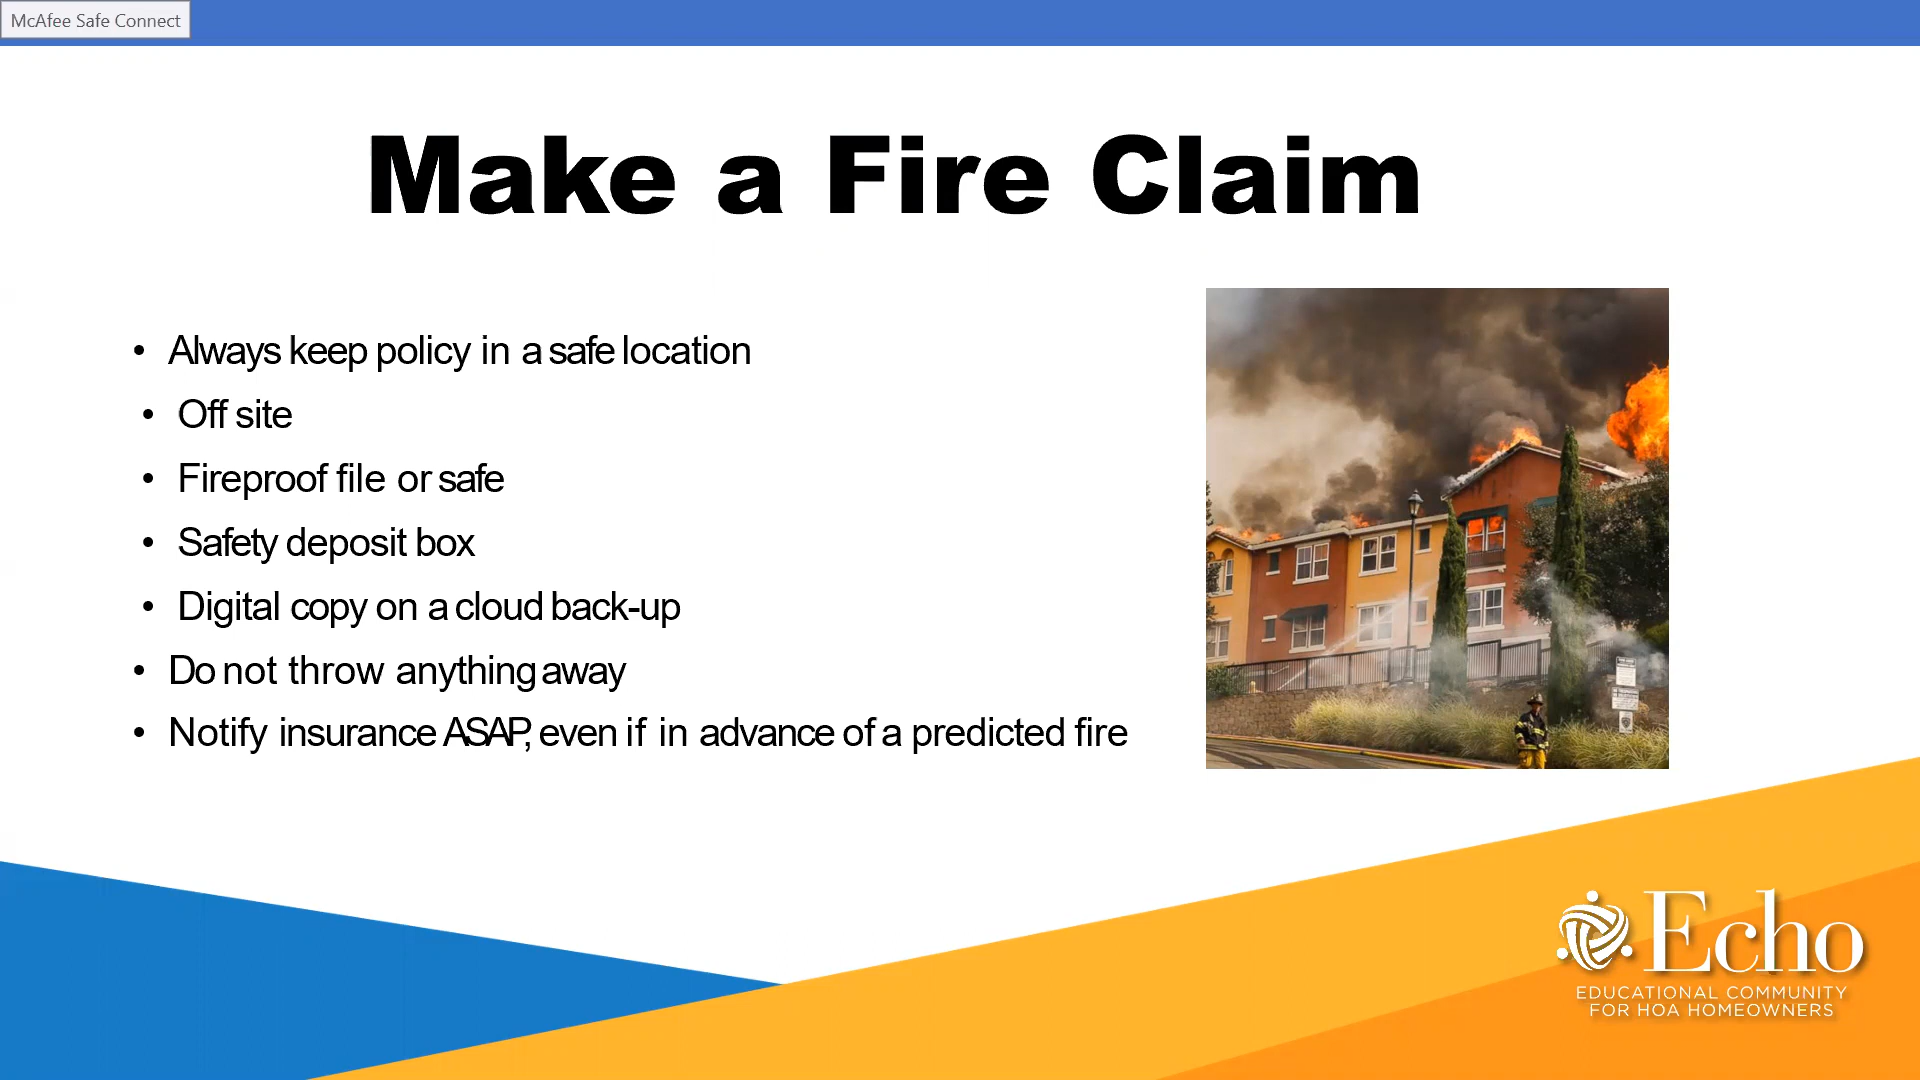 McAfee Safe Connect
Make a Fire Claim
• Always keep policy in a safe location
• Off site
• Fireproof file or safe
• Safety deposit box
• Digital copy on a cloud back-up
• Do not throw anything away
• Notify insurance ASAP, even if in advance of a predicted fire
Echo
EDUCATIONAL COMMUNITY
FOR HOA HOMEOWNERS